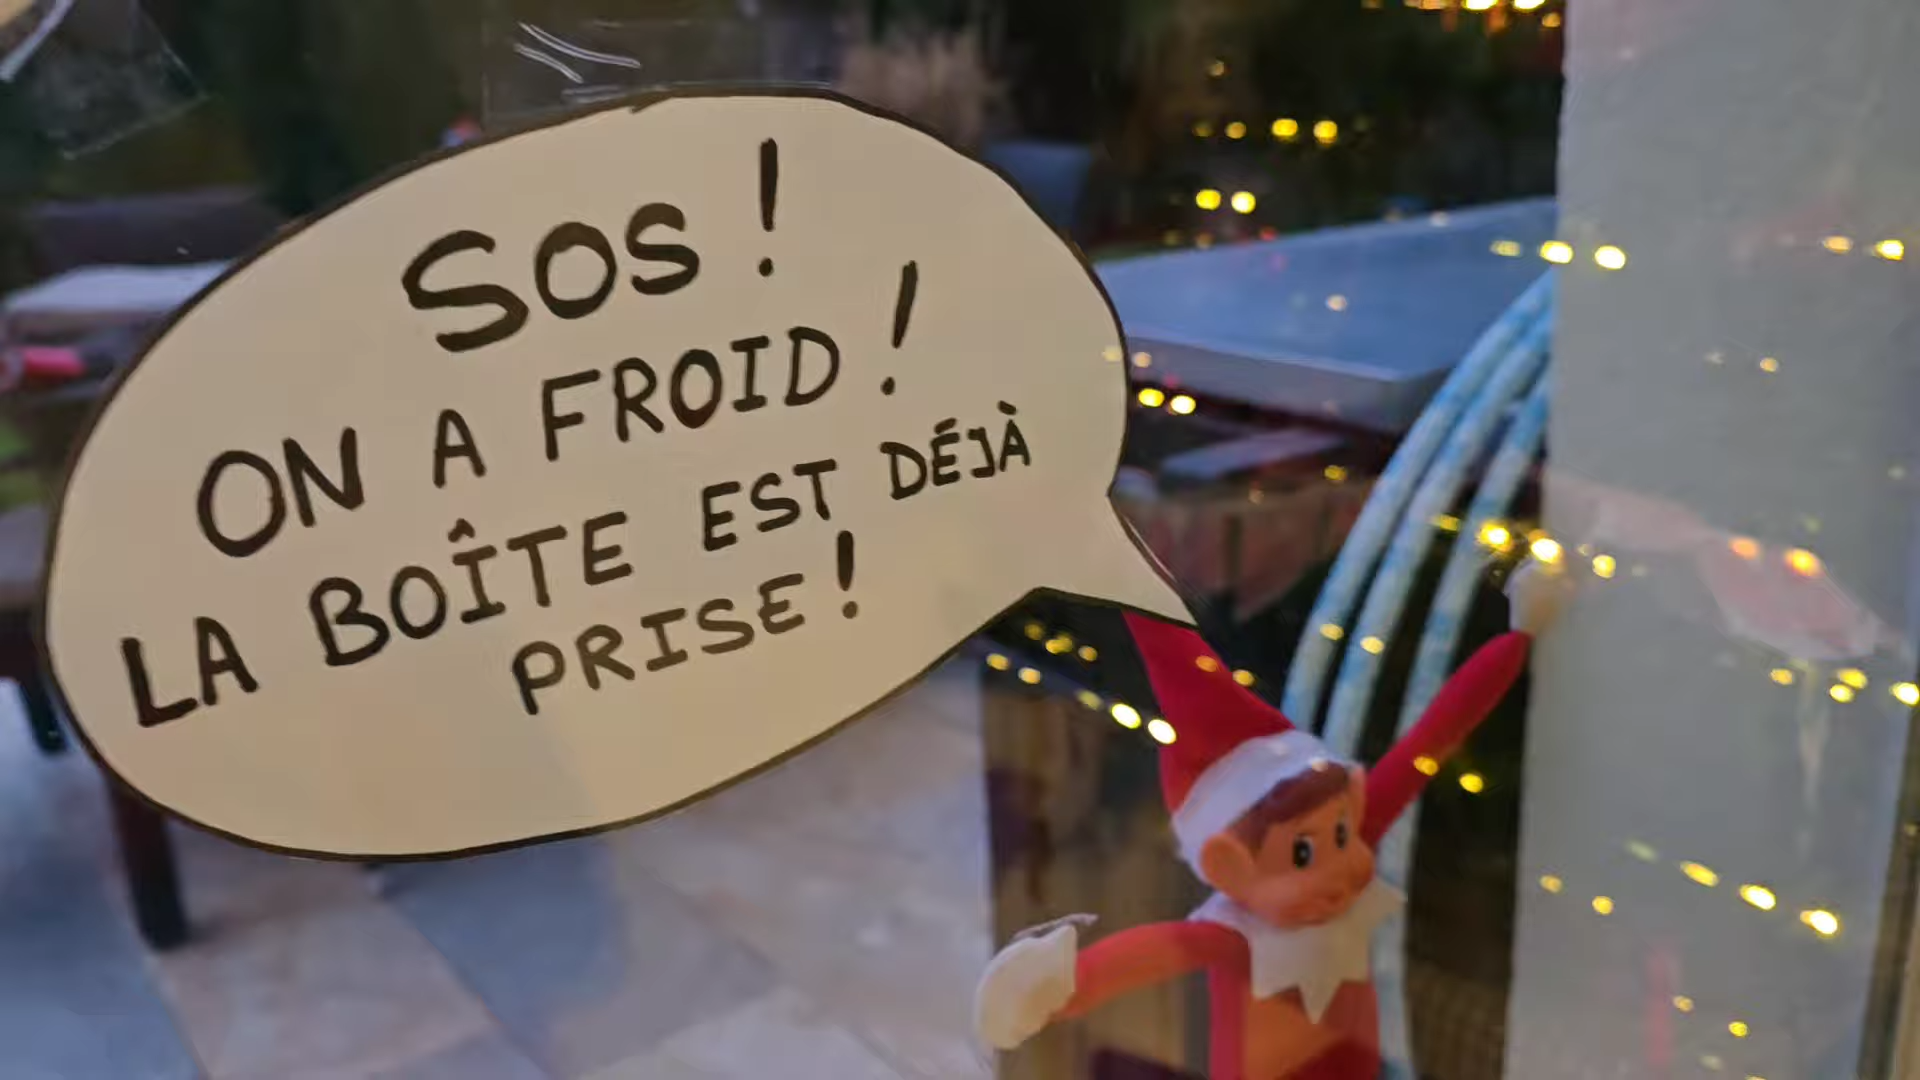 SOS !
ON A FROID !
LA BOÎTE EST DÉJÀ
PRISE !